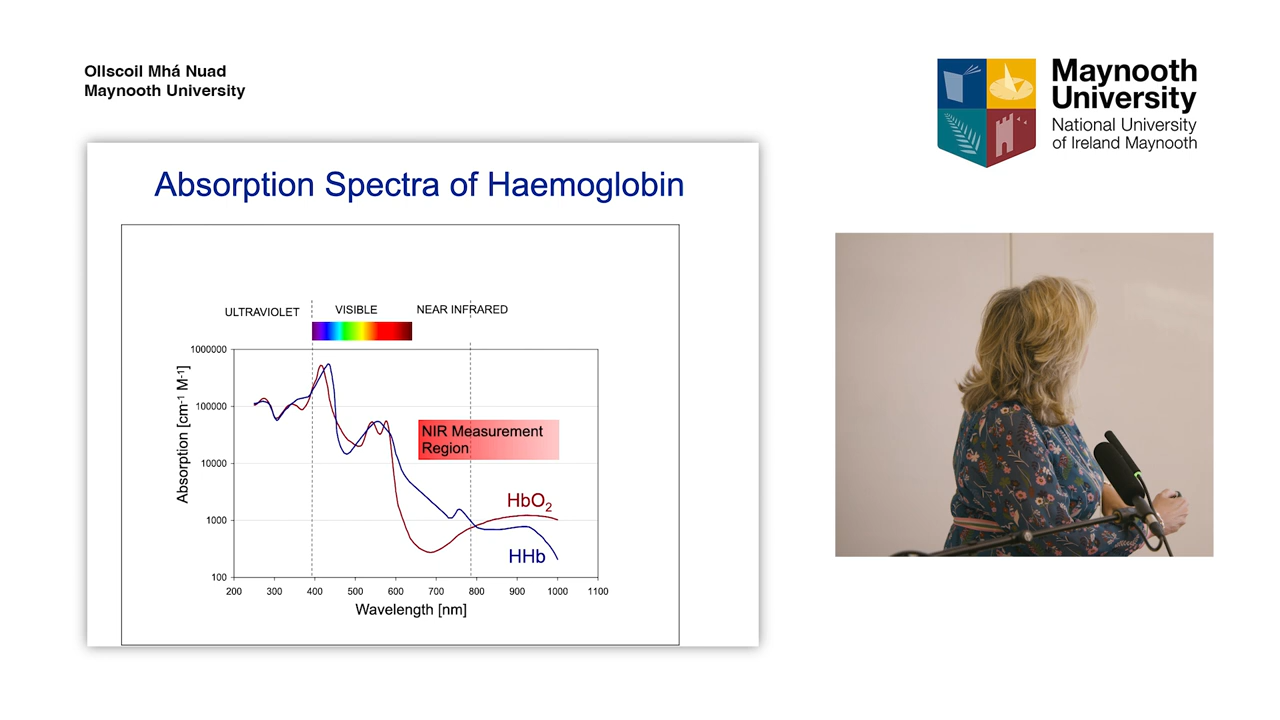 Ollscoil Mhá Nuad
Maynooth University
Maynooth
University
National University
of Ireland Maynooth
Absorption Spectra of Haemoglobin
ULTRAVIOLET
VISIBLE
NEAR INFRARED
1000000
100000
10000
1000
100
Absorption [cm-1 M-1]
NIR Measurement
Region
HbO2
HHb
200 300 400 500 600 700 800 900 1000 1100
Wavelength [nm]